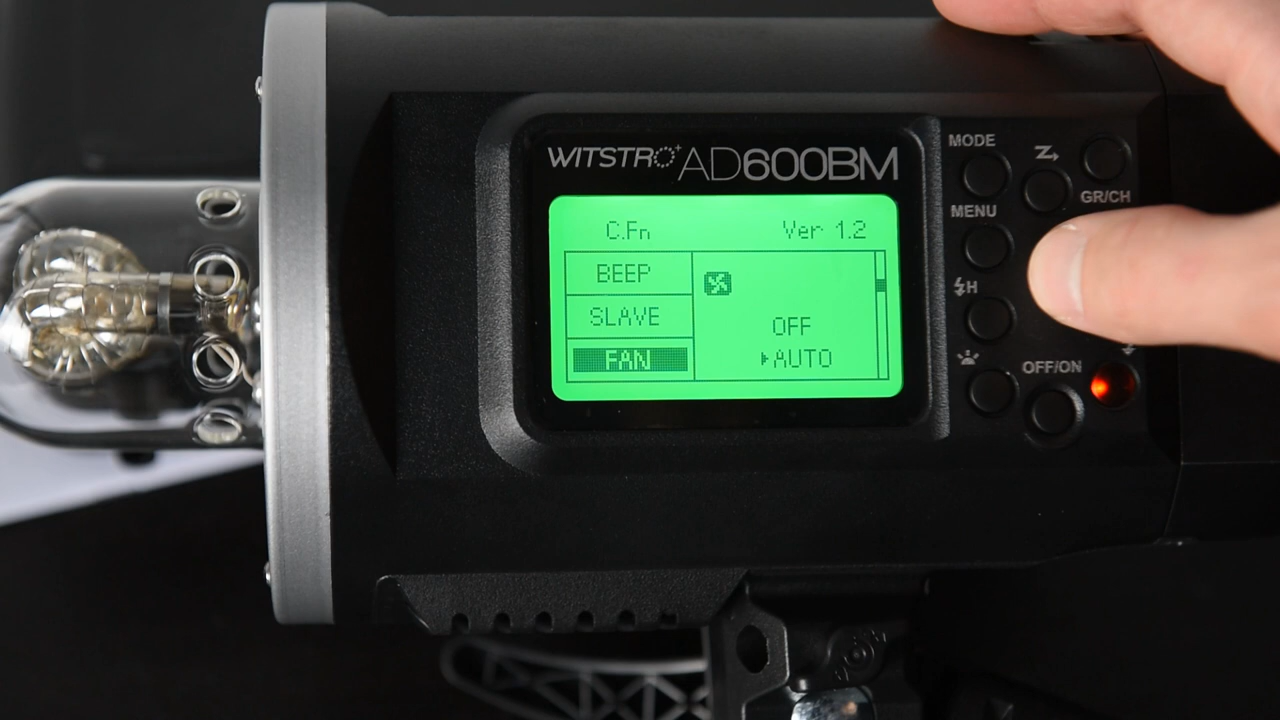 WITSTRO+ AD600BM
C.Fn Ver 1.2
BEEP
SLAVE
FAN
OFF
▸AUTO
MODE
GR/CH
MENU
H
OFF/ON